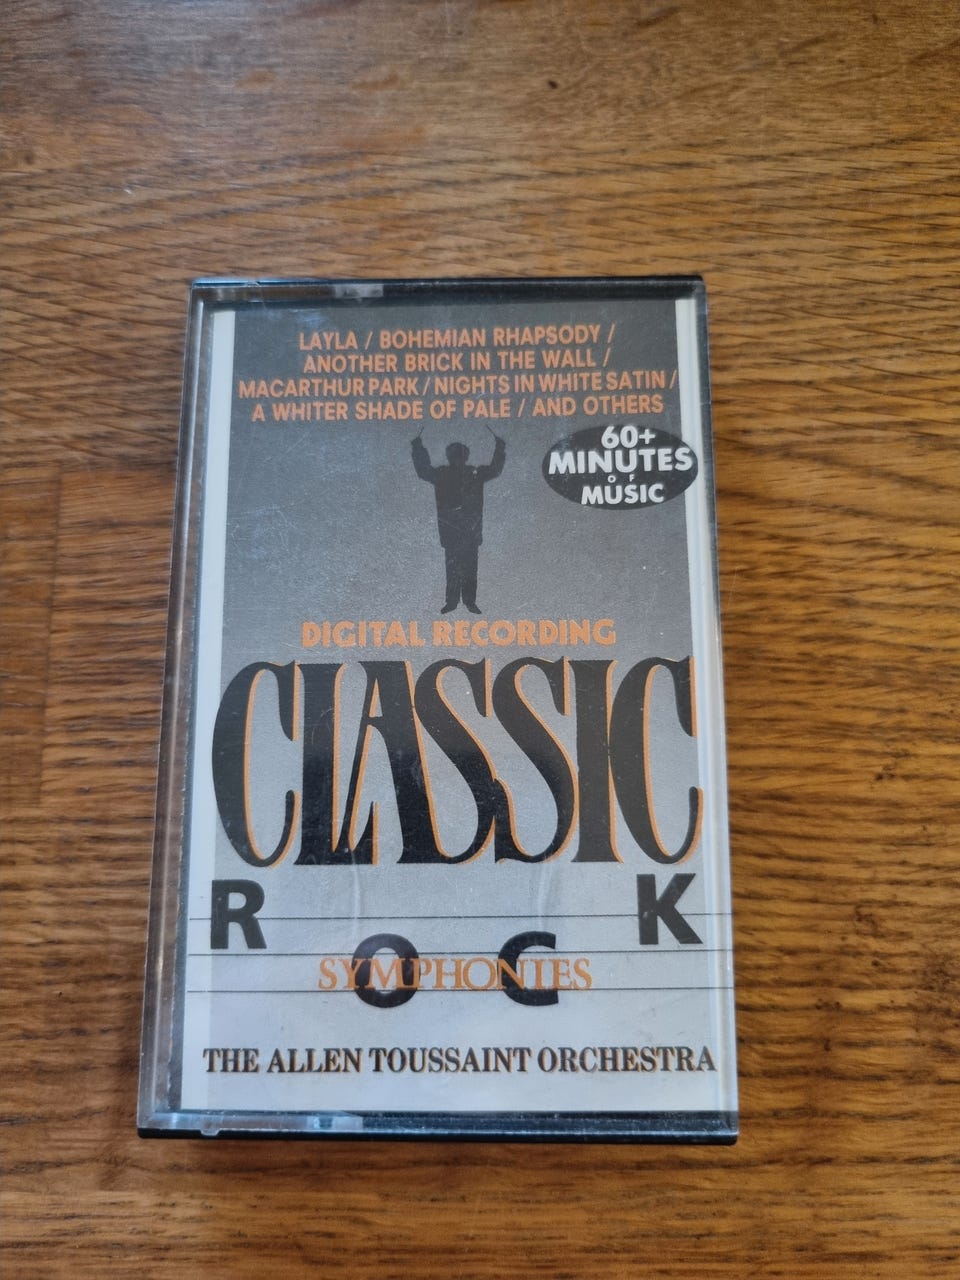 LAYLA / BOHEMIAN RHAPSODY /
ANOTHER BRICK IN THE WALL /
MACARTHUR PARK / NIGHTS IN WHITE SATIN /
A WHITER SHADE OF PALE / AND OTHERS
60+
MINUTES
OF
MUSIC
DIGITAL RECORDING
CLASSIC
ROCK
SYMPHONIES
THE ALLEN TOUSSAINT ORCHESTRA